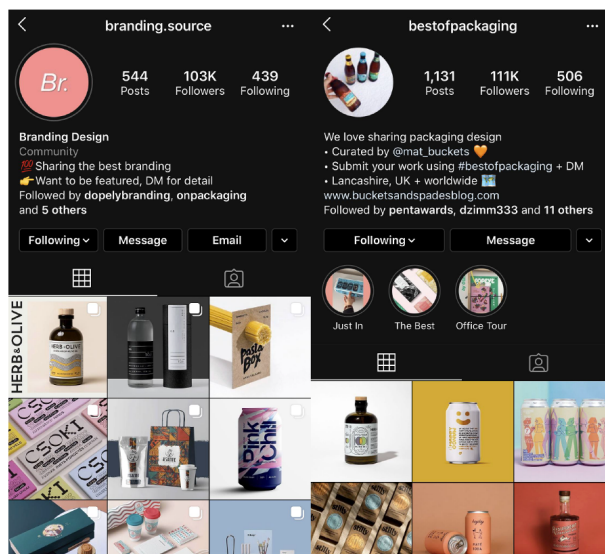 branding.source
Br.
544
Posts
103K
Followers
439
Following
Branding Design
Community
💯Sharing the best branding
👉Want to be featured, DM for detail
Followed by dopelybranding, onpackaging
and 5 others
Following
Message
Email
HERB&OLIVE
HERB & OLIVE
Pasta
Box
CSOKI
CSOKI
CSOKI
Pink
Chill
bestofpackaging
1,131
Posts
111K
Followers
506
Following
We love sharing packaging design
• Curated by @mat_buckets 🧡
• Submit your work using #bestofpackaging + DM
• Lancashire, UK + worldwide 🗺️
www.bucketsandspadesblog.com
Followed by pentawards, dzimm333 and 11 others
Following
Message
Just In
The Best
Office Tour